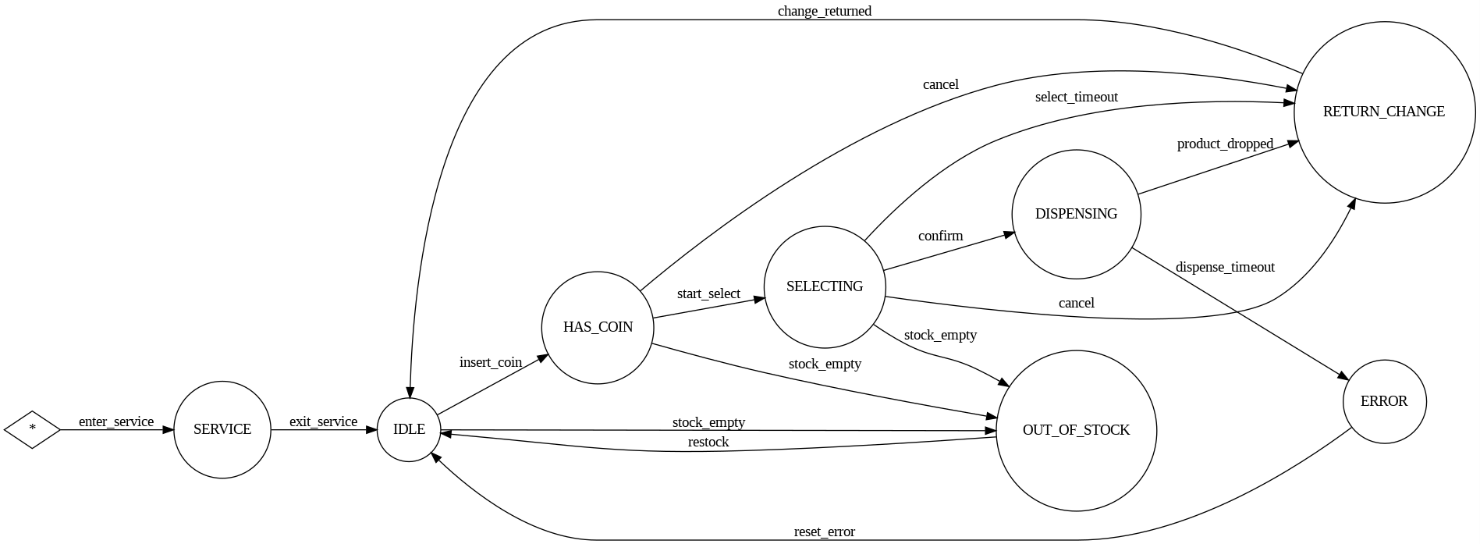 change_returned
cancel
select_timeout
RETURN_CHANGE
product_dropped
DISPENSING
confirm
dispense_timeout
SELECTING
start_select
cancel
HAS_COIN
stock_empty
insert_coin
stock_empty
ERROR
* enter_service SERVICE exit_service IDLE stock_empty OUT_OF_STOCK
restock
reset_error